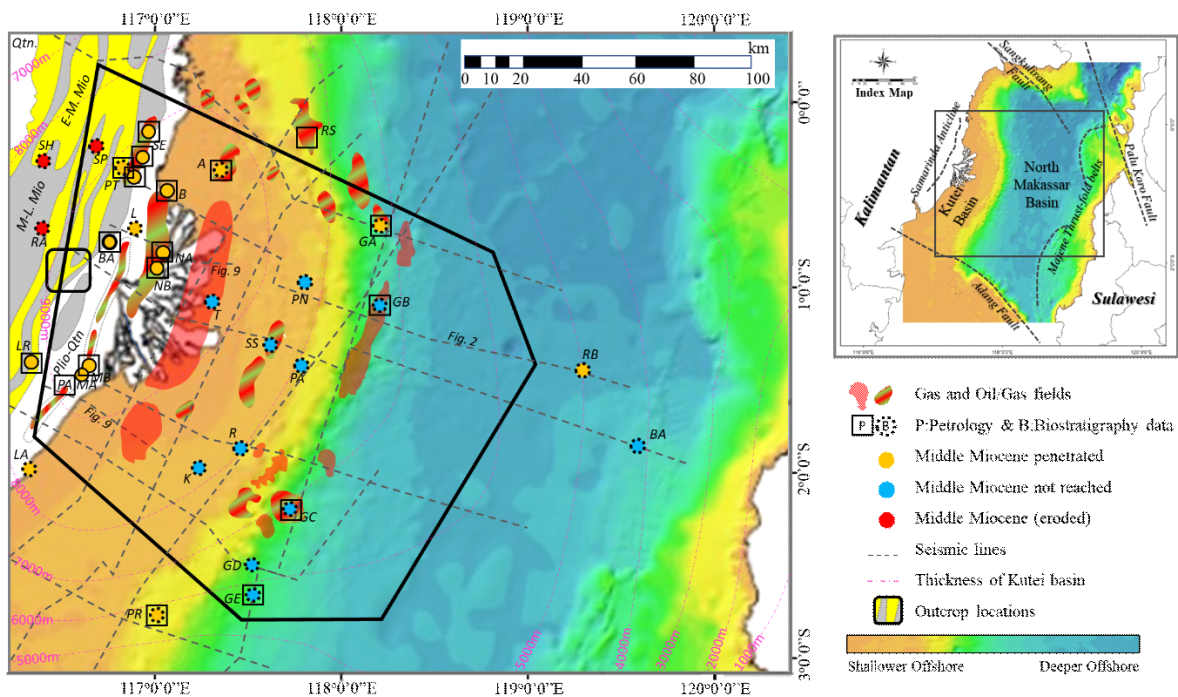 117°0'0"E
118°0'0"E
119°0'0"E
120°0'0"E
km
0 10 20 40 60 80 100
Qtn.
7000m
E-M. Mio
8000m
SH
SP
SE
PT
A
RS
B
M-L. Mio
RA
L
BA
NA
NB
GA
9000m
Fig. 9
T
PN
GB
SS
Fig. 2
RB
LR
Plio-Qtn
PA
MA
MB
PA
Fig. 9
R
BA
LA
K
8000m
GC
GD
7000m
GE
PR
6000m
5000m
5000m
4000m
3000m
2000m
1000m
0°0'0"S
1°0'0"S
2°0'0"S
3°0'0"S
Index Map
Sangkulirang
Fault
Samarinda Anticline
Kalimantan
Kutei
Basin
North
Makassar
Basin
Palu Koro Fault
Majene Thrust-fold belts
Adang Fault
Sulawesi
Gas and Oil/Gas fields
P B P:Petrology & B:Biostratigraphy data
Middle Miocene penetrated
Middle Miocene not reached
Middle Miocene (eroded)
Seismic lines
Thickness of Kutei basin
Outcrop locations
Shallower Offshore
Deeper Offshore